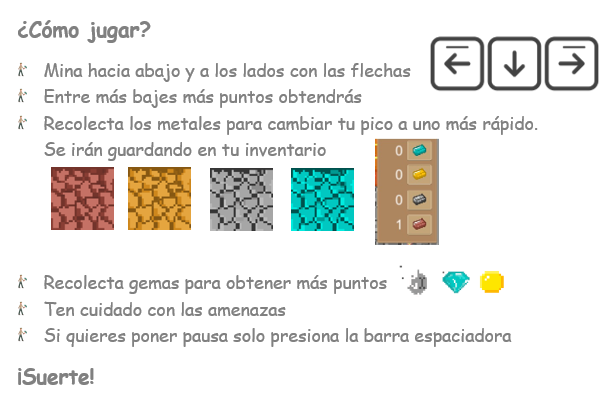 ¿Cómo jugar?
Mina hacia abajo y a los lados con las flechas
Entre más bajes más puntos obtendrás
Recolecta los metales para cambiar tu pico a uno más rápido.
Se irán guardando en tu inventario
0
0
0
1
Recolecta gemas para obtener más puntos
Ten cuidado con las amenazas
Si quieres poner pausa solo presiona la barra espaciadora
¡Suerte!